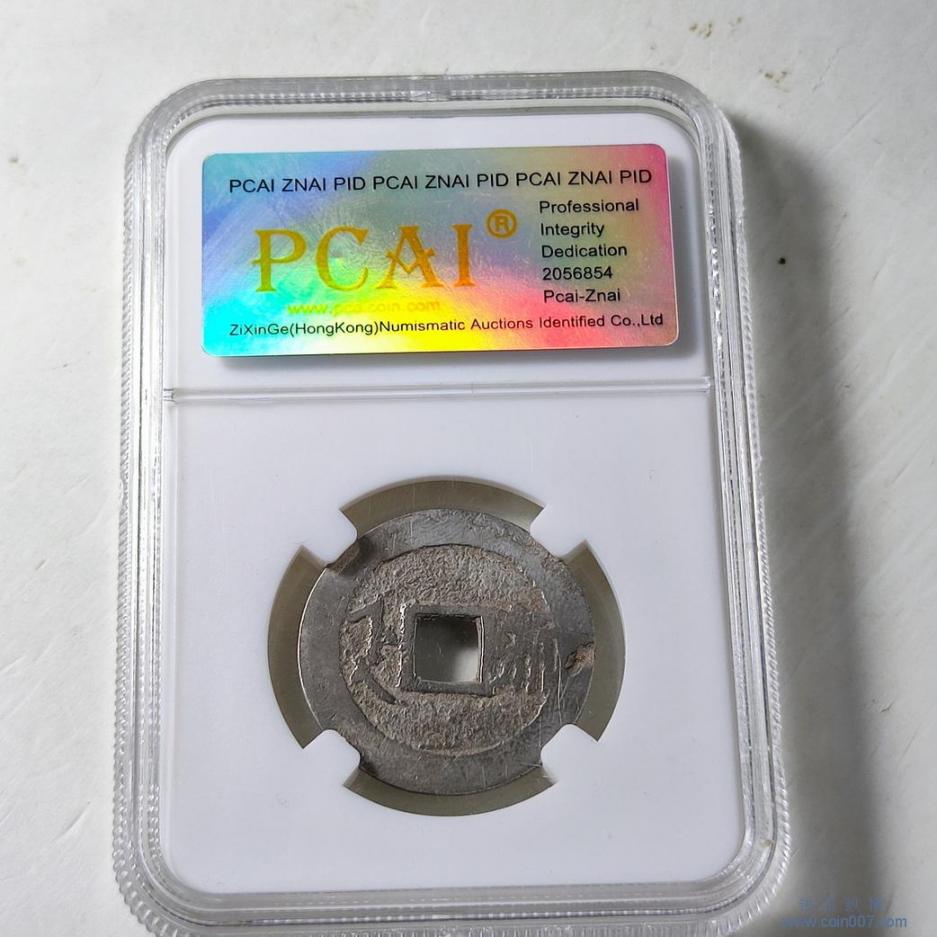 PCAI ZNAI PID PCAI ZNAI PID PCAI ZNAI PID
PCAI®
Professional
Integrity
Dedication
2056854
Pcai-Znai
www.pcaicoin.com
ZiXinGe(HongKong)Numismatic Auctions Identified Co.,Ltd
www.coin007.com